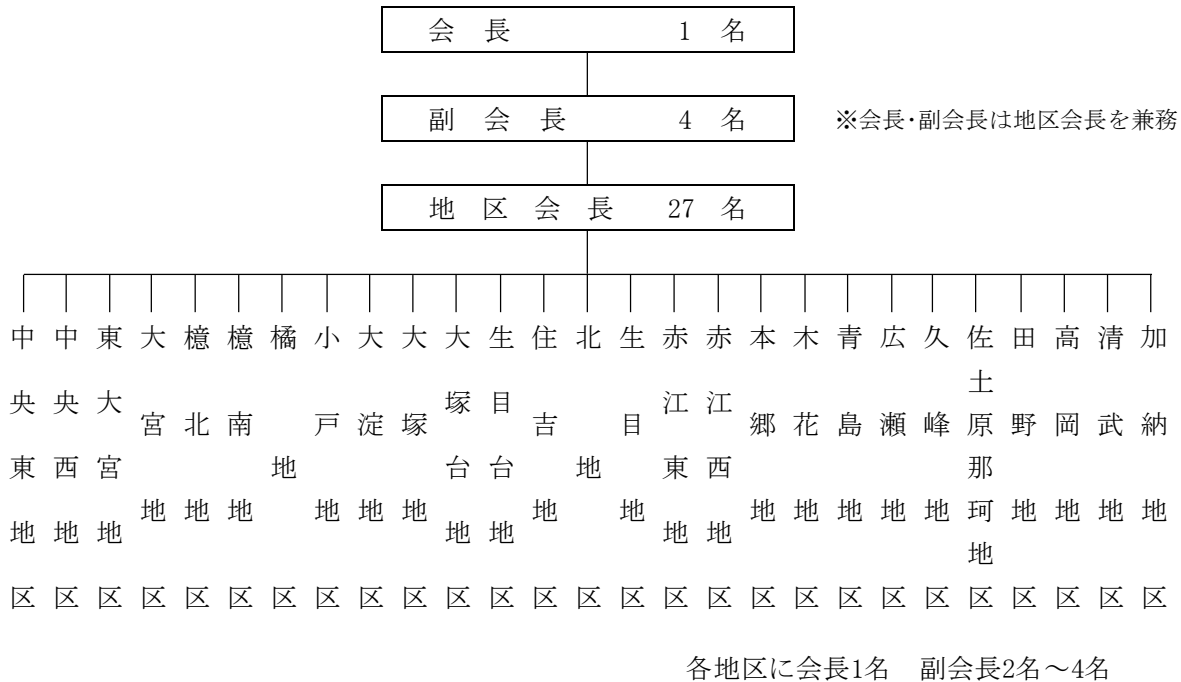 会長 1名
副会長 4名
※会長・副会長は地区会長を兼務
地区会長 27名
中央東地区
中央西地区
東大宮地区
大宮地区
檍北地区
檍南地区
橘地区
小戸地区
大淀地区
大塚地区
大塚台地区
生目台地区
住吉地区
北地区
生目地区
赤江東地区
赤江西地区
本郷地区
木花地区
青島地区
広瀬地区
久峰地区
佐土原那珂地区
田野地区
高岡地区
清武地区
加納地区
各地区に会長1名 副会長2名～4名